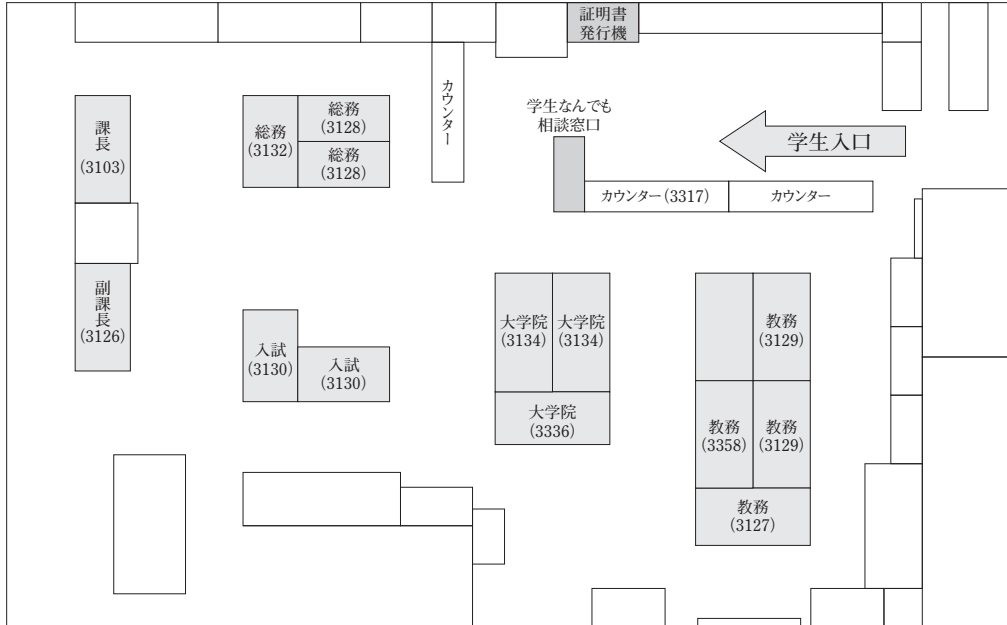 証明書
発行機
カウンター
学生なんでも
相談窓口
学生入口
課長
(3103)
総務
(3132)
総務
(3128)
総務
(3128)
カウンター(3317)
カウンター
副課長
(3126)
入試
(3130)
入試
(3130)
大学院
(3134)
大学院
(3134)
大学院
(3336)
教務
(3129)
教務
(3358)
教務
(3129)
教務
(3127)